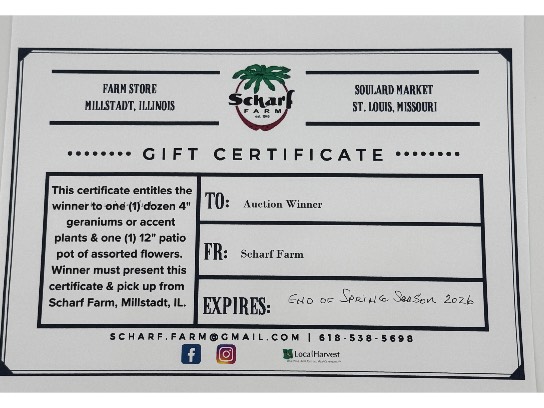 FARM STORE
MILLSTADT, ILLINOIS
Scharf
FARM
SOULARD MARKET
ST. LOUIS, MISSOURI
GIFT CERTIFICATE
This certificate entitles the
winner to one (1) dozen 4"
geraniums or accent
plants & one (1) 12" patio
pot of assorted flowers.
Winner must present this
certificate & pick up from
Scharf Farm, Millstadt, IL.
TO: Auction Winner
FR: Scharf Farm
EXPIRES: END OF SPRING SEASON 2026
SCHARF.FARM@GMAIL.COM | 618-538-5698
LocalHarvest